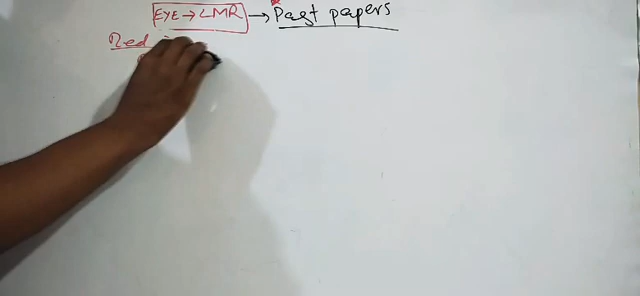 EYE → LMR → Past papers
Red